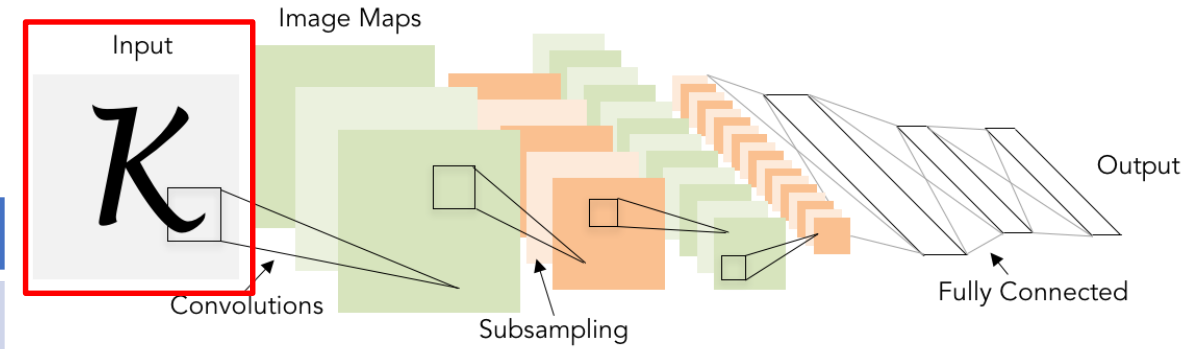 Image Maps
Input
K
Output
Convolutions
Subsampling
Fully Connected